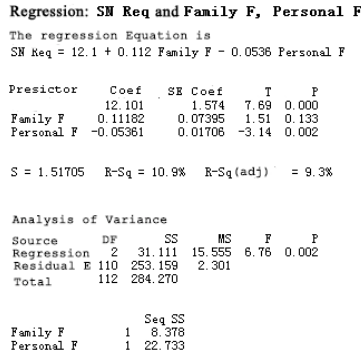 Regression: SN Req and Family F, Personal F
The regression Equation is
SN Req = 12.1 + 0.112 Family F - 0.0536 Personal F
Presictor Coef SE Coef T P
12.101 1.574 7.69 0.000
Family F 0.11182 0.07395 1.51 0.133
Personal F -0.05361 0.01706 -3.14 0.002
S = 1.51705 R-Sq = 10.9% R-Sq(adj) = 9.3%
Analysis of Variance
Source DF SS MS F P
Regression 2 31.111 15.555 6.76 0.002
Residual E 110 253.159 2.301
Total 112 284.270
Seq SS
Family F 1 8.378
Personal F 1 22.733